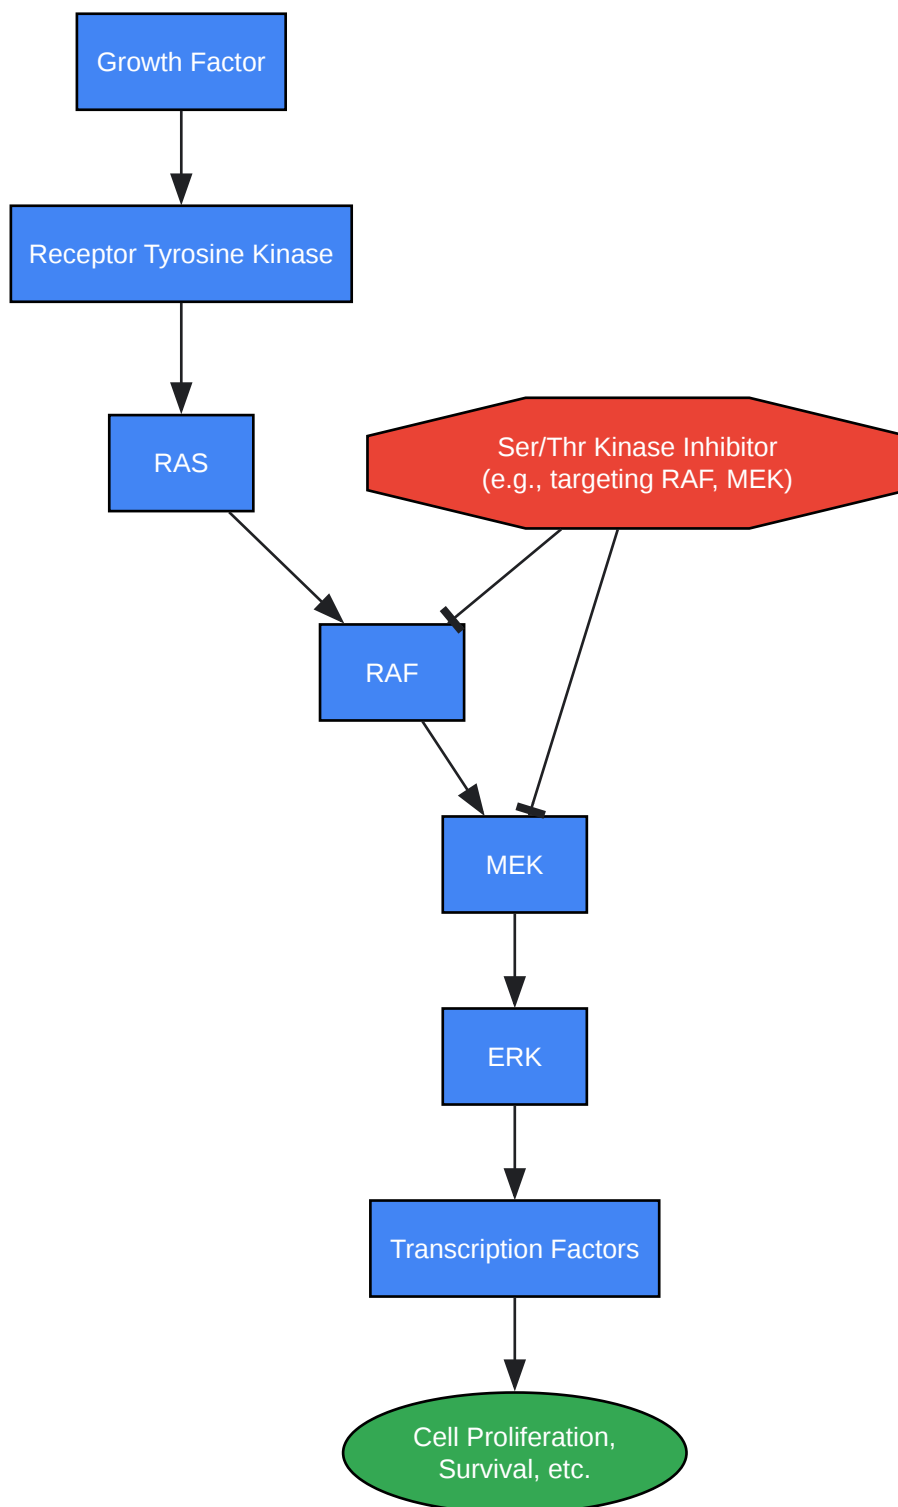 Growth Factor
Receptor Tyrosine Kinase
RAS
Ser/Thr Kinase Inhibitor
(e.g., targeting RAF, MEK)
RAF
MEK
ERK
Transcription Factors
Cell Proliferation,
Survival, etc.